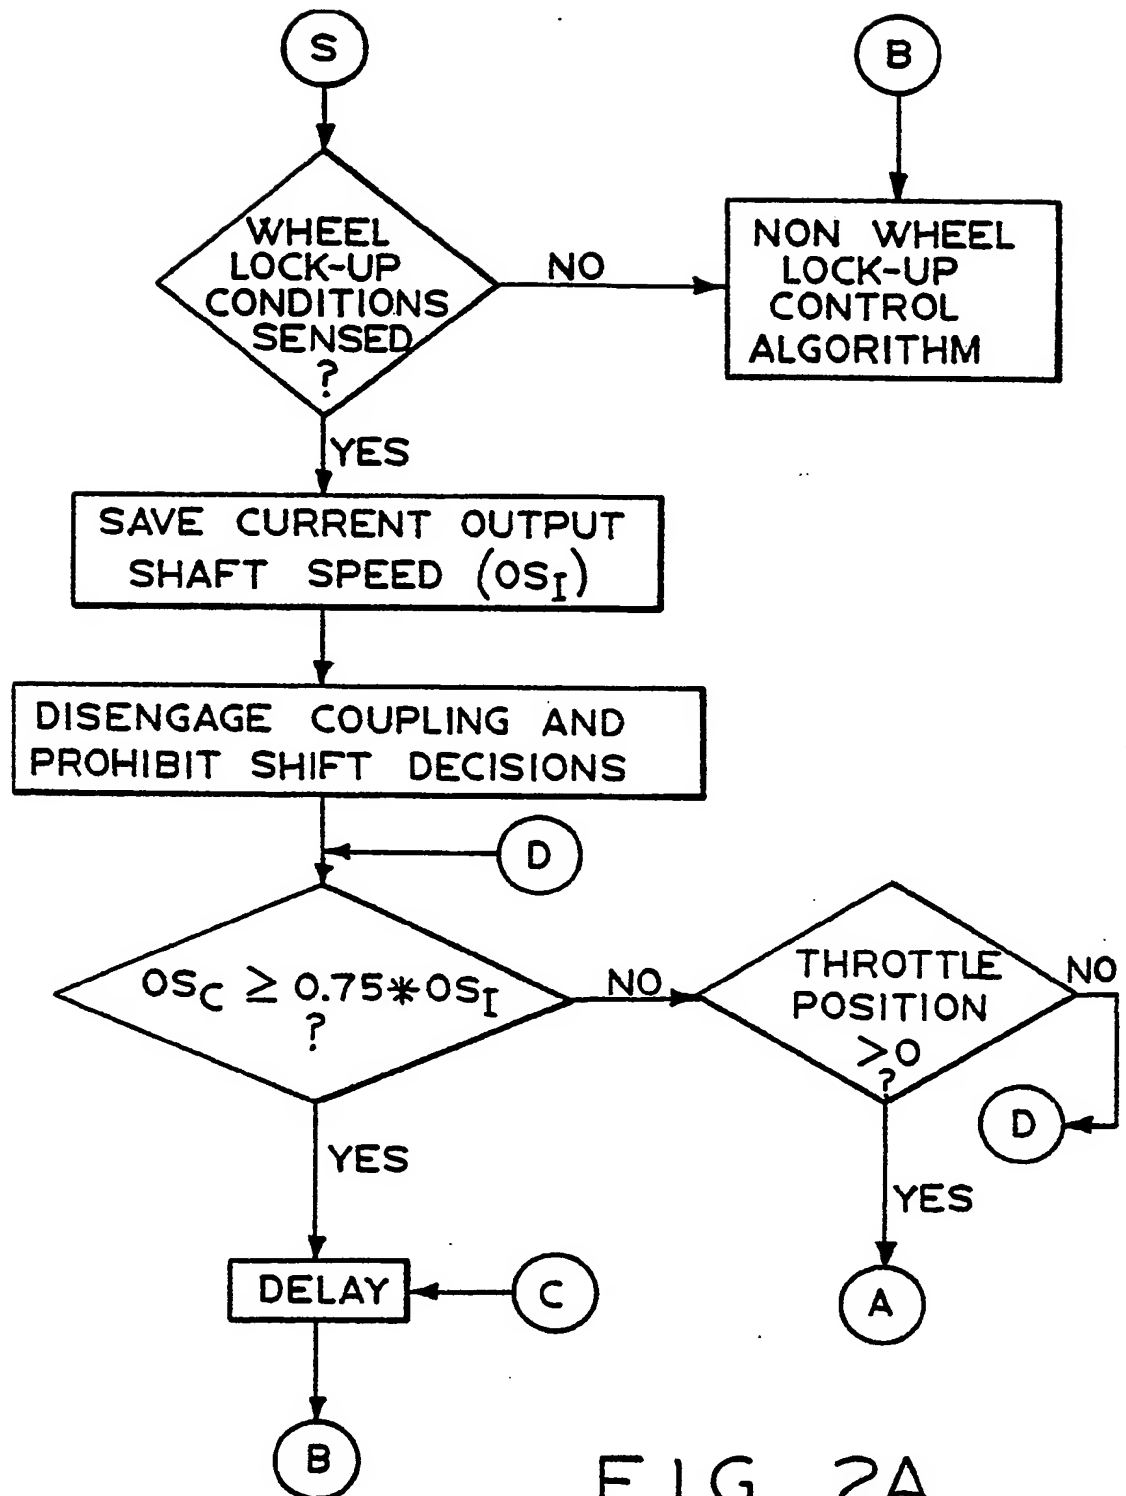 S
B
WHEEL
LOCK-UP
CONDITIONS
SENSED
?
NO
NON WHEEL
LOCK-UP
CONTROL
ALGORITHM
YES
SAVE CURRENT OUTPUT
SHAFT SPEED (OSI)
DISENGAGE COUPLING AND
PROHIBIT SHIFT DECISIONS
D
OSC ≥ 0.75*OSI
?
NO
THROTTLE
POSITION
>0
?
NO
D
YES
YES
DELAY
C
A
B
FIG 2A